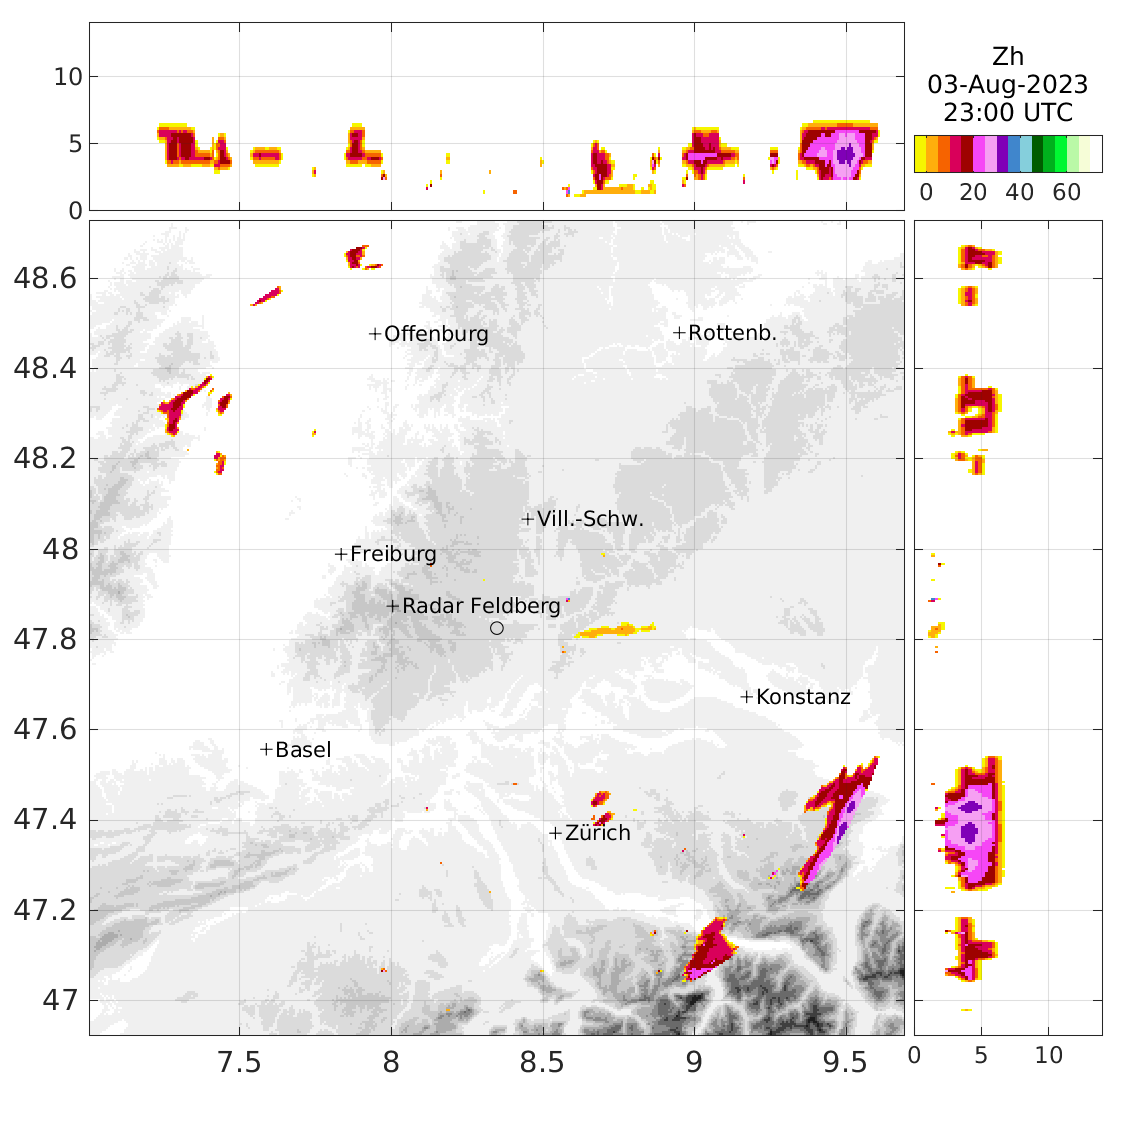 Zh
03-Aug-2023
23:00 UTC
10
5
0
0 20 40 60
48.6
48.4
48.2
48
47.8
47.6
47.4
47.2
47
+Offenburg
+Rottenb.
+Vill.-Schw.
+Freiburg
+Radar Feldberg
+Konstanz
+Basel
+Zürich
7.5 8 8.5 9 9.5
0 5 10